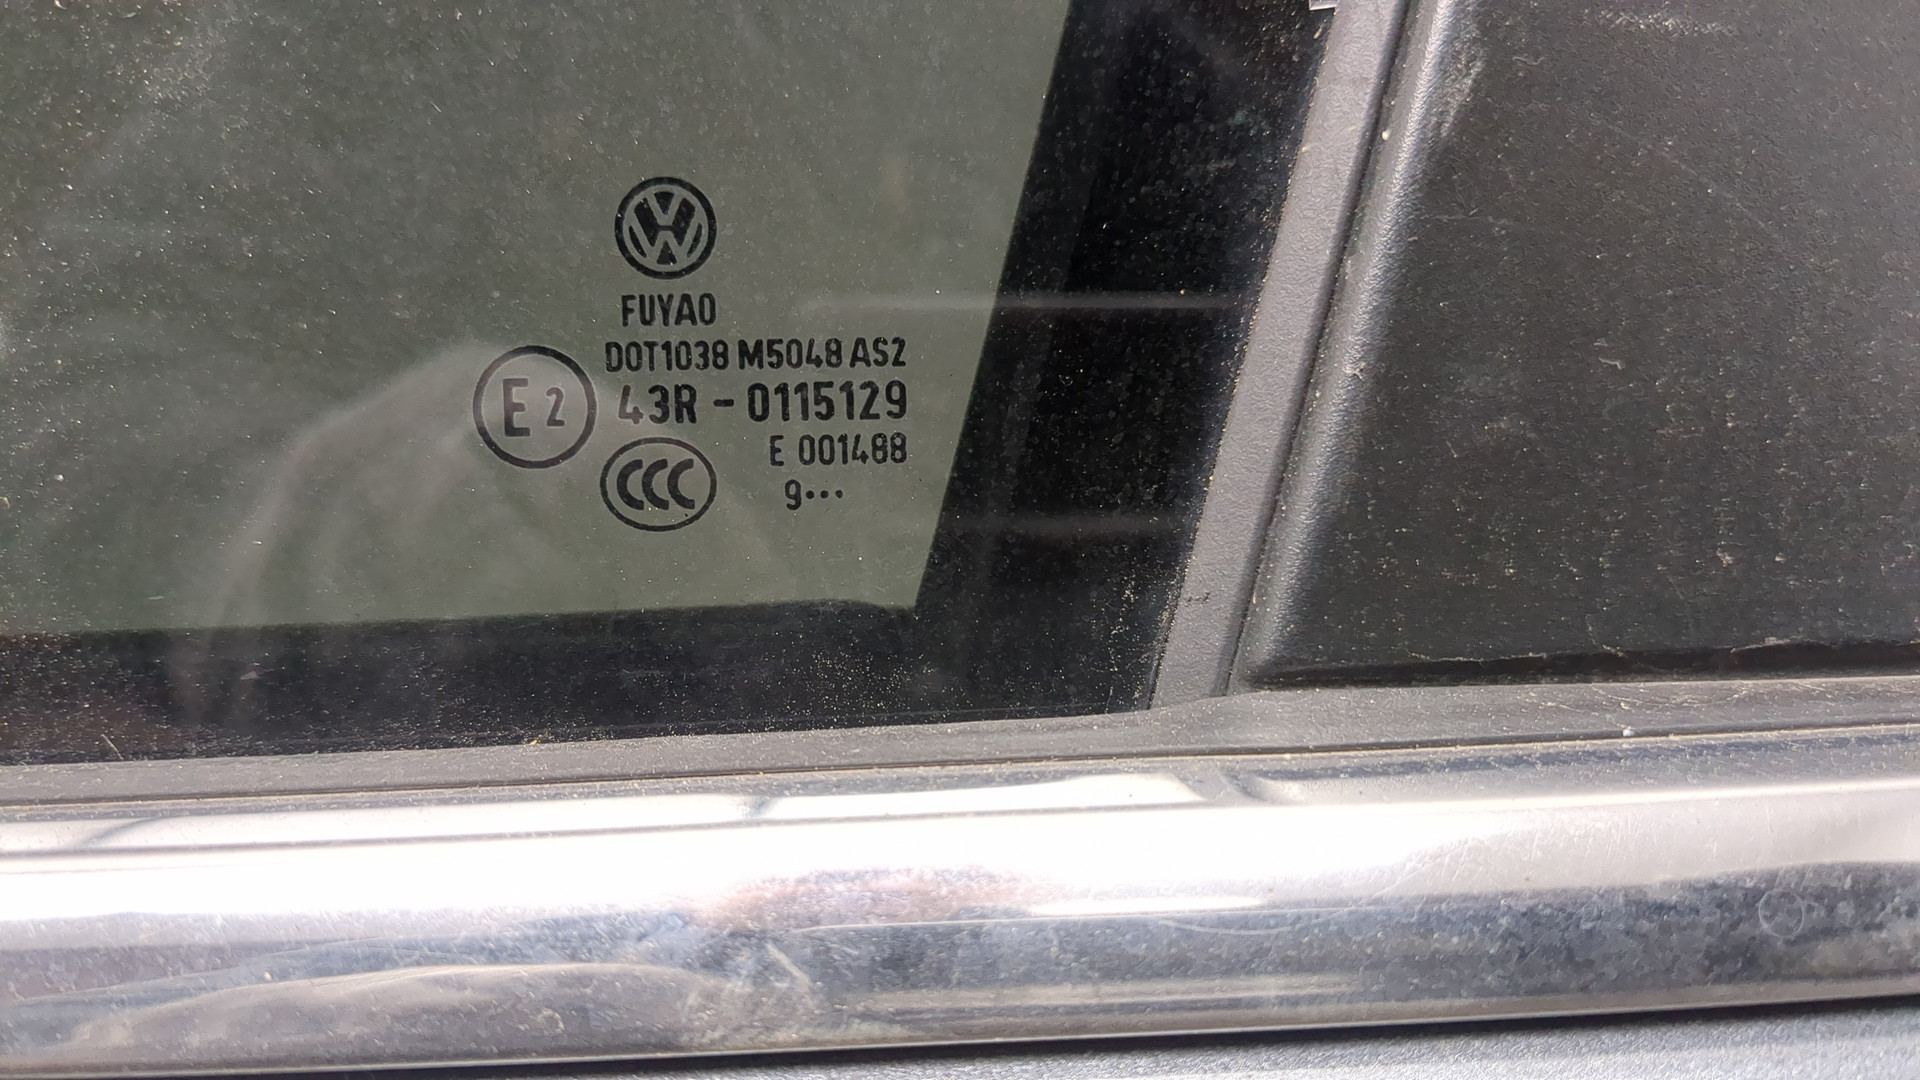 FUYAO
DOT1038 M5048 AS2
E2 43R - 0115129
CCC E 001488
9•••